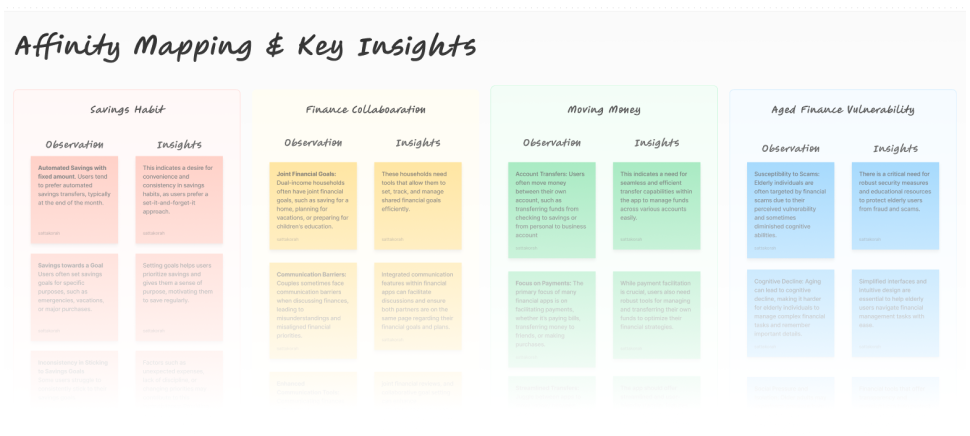 Affinity Mapping & Key Insights
Savings Habit
Observation
Insights
Automated Savings with
fixed amount. Users tend
to prefer automated
savings transfers, typically
at the end of the month.
This indicates a desire for
convenience and
consistency in savings
habits, as users prefer a
set-it-and-forget-it
approach.
Savings towards a Goal
Users often set savings
goals for specific
purposes, such as
emergencies, vacations,
or major purchases.
Setting goals helps users
prioritize savings and
gives them a sense of
purpose, motivating them
to save regularly.
Finance Collaboaration
Observation
Insights
Joint Financial Goals:
Dual-income households
often have joint financial
goals, such as saving for a
home, planning for
vacations, or preparing for
children's education.
These households need
tools that allow them to
set, track, and manage
shared financial goals
efficiently.
Communication Barriers:
Couples sometimes face
communication barriers
when discussing finances,
leading to
misunderstandings and
misaligned financial
priorities.
Integrated communication
features within financial
apps can facilitate
discussions and ensure
both partners are on the
same page regarding their
financial goals and plans.
Moving Money
Observation
Insights
Account Transfers: Users
often move money
between their own
account, such as
transferring funds from
checking to savings or
from personal to business
account
This indicates a need for
seamless and efficient
transfer capabilities within
the app to manage funds
across various accounts
easily.
Focus on Payments: The
primary focus of many
financial apps is on
facilitating payments,
whether it's paying bills,
transferring money to
friends, or making
purchases.
While payment facilitation
is crucial, users also need
robust tools for managing
and transferring their own
funds to optimize their
financial strategies.
Aged Finance Vulnerability
Observation
Insights
Susceptibility to Scams:
Elderly individuals are
often targeted by financial
scams due to their
perceived vulnerability
and sometimes
diminished cognitive
abilities.
There is a critical need for
robust security measures
and educational resources
to protect elderly users
from fraud and scams.
Cognitive Decline: Aging
can lead to cognitive
decline, making it harder
for elderly individuals to
manage complex financial
tasks and remember
important details.
Simplified interfaces and
intuitive design are
essential to help elderly
users navigate financial
management tasks with
ease.